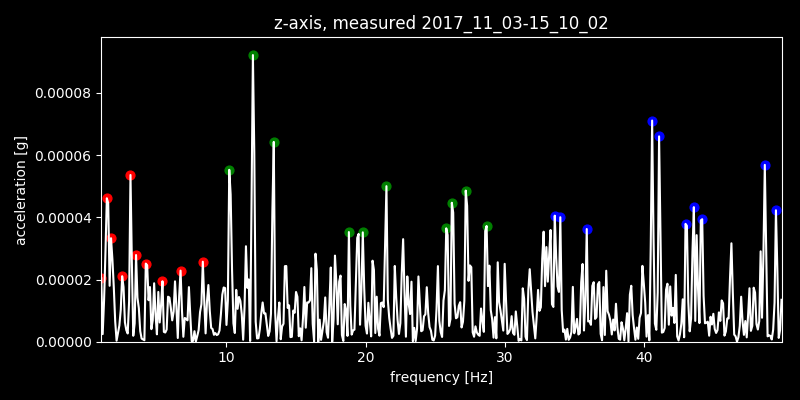 z-axis, measured 2017_11_03-15_10_02
acceleration [g]
0.00008
0.00006
0.00004
0.00002
0.00000
10 20 30 40
frequency [Hz]